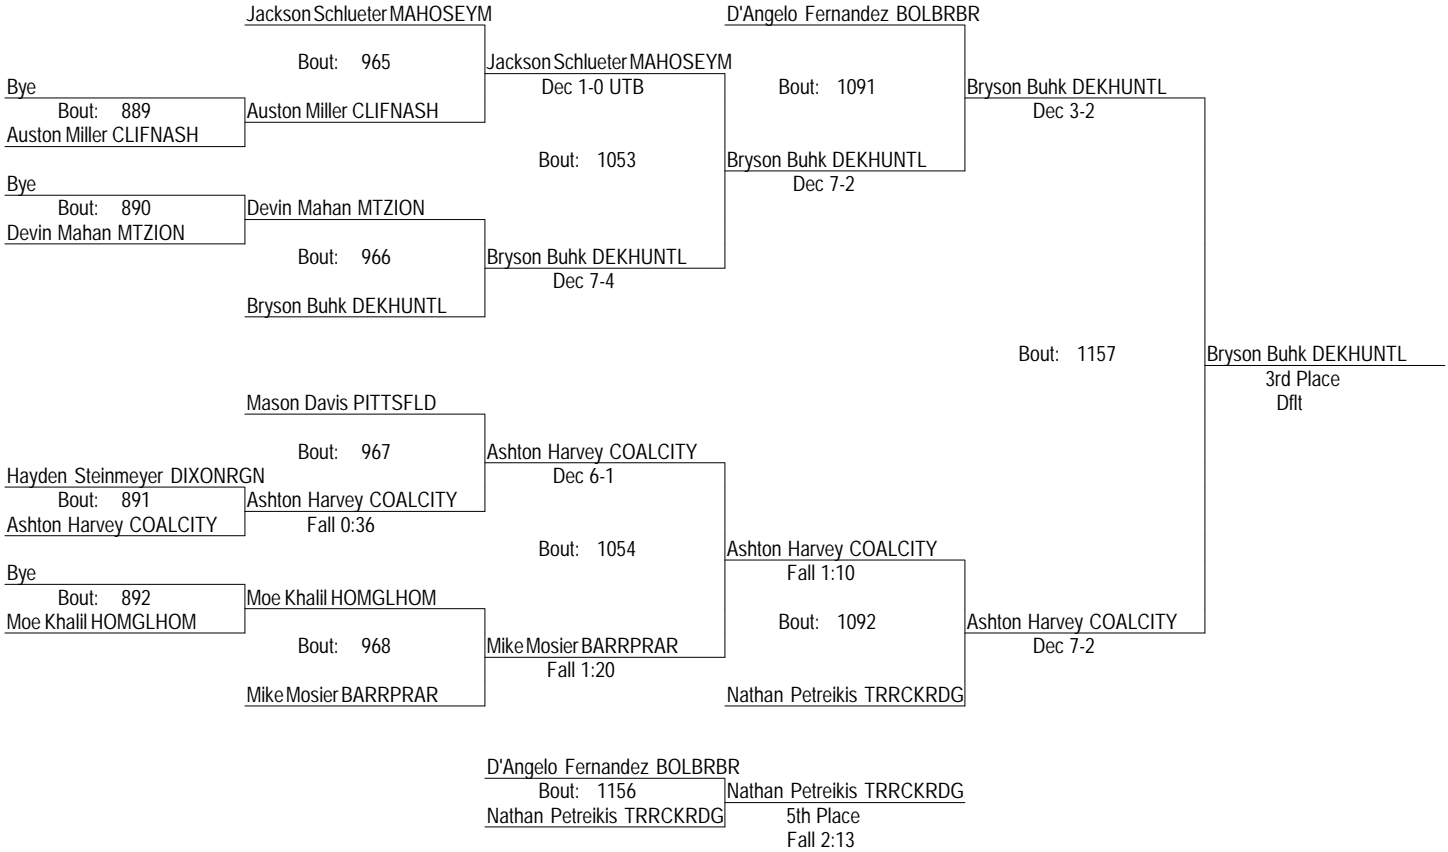 Jackson Schlueter MAHOSEYM
D'Angelo Fernandez BOLBRBR
Bout: 965
Jackson Schlueter MAHOSEYM
Bye
Dec 1-0 UTB
Bout: 1091
Bryson Buhk DEKHUNTL
Bout: 889
Auston Miller CLIFNASH
Dec 3-2
Auston Miller CLIFNASH
Bout: 1053
Bryson Buhk DEKHUNTL
Bye
Dec 7-2
Bout: 890
Devin Mahan MTZION
Devin Mahan MTZION
Bout: 966
Bryson Buhk DEKHUNTL
Dec 7-4
Bryson Buhk DEKHUNTL
Bout: 1157
Bryson Buhk DEKHUNTL
3rd Place
Dflt
Mason Davis PITTSFLD
Bout: 967
Ashton Harvey COALCITY
Hayden Steinmeyer DIXONRGN
Dec 6-1
Bout: 891
Ashton Harvey COALCITY
Ashton Harvey COALCITY
Fall 0:36
Bout: 1054
Ashton Harvey COALCITY
Bye
Fall 1:10
Bout: 892
Moe Khalil HOMGLHOM
Moe Khalil HOMGLHOM
Bout: 1092
Ashton Harvey COALCITY
Bout: 968
Mike Mosier BARRPRAR
Dec 7-2
Fall 1:20
Mike Mosier BARRPRAR
Nathan Petreikis TRRCKRDG
D'Angelo Fernandez BOLBRBR
Bout: 1156
Nathan Petreikis TRRCKRDG
Nathan Petreikis TRRCKRDG
5th Place
Fall 2:13